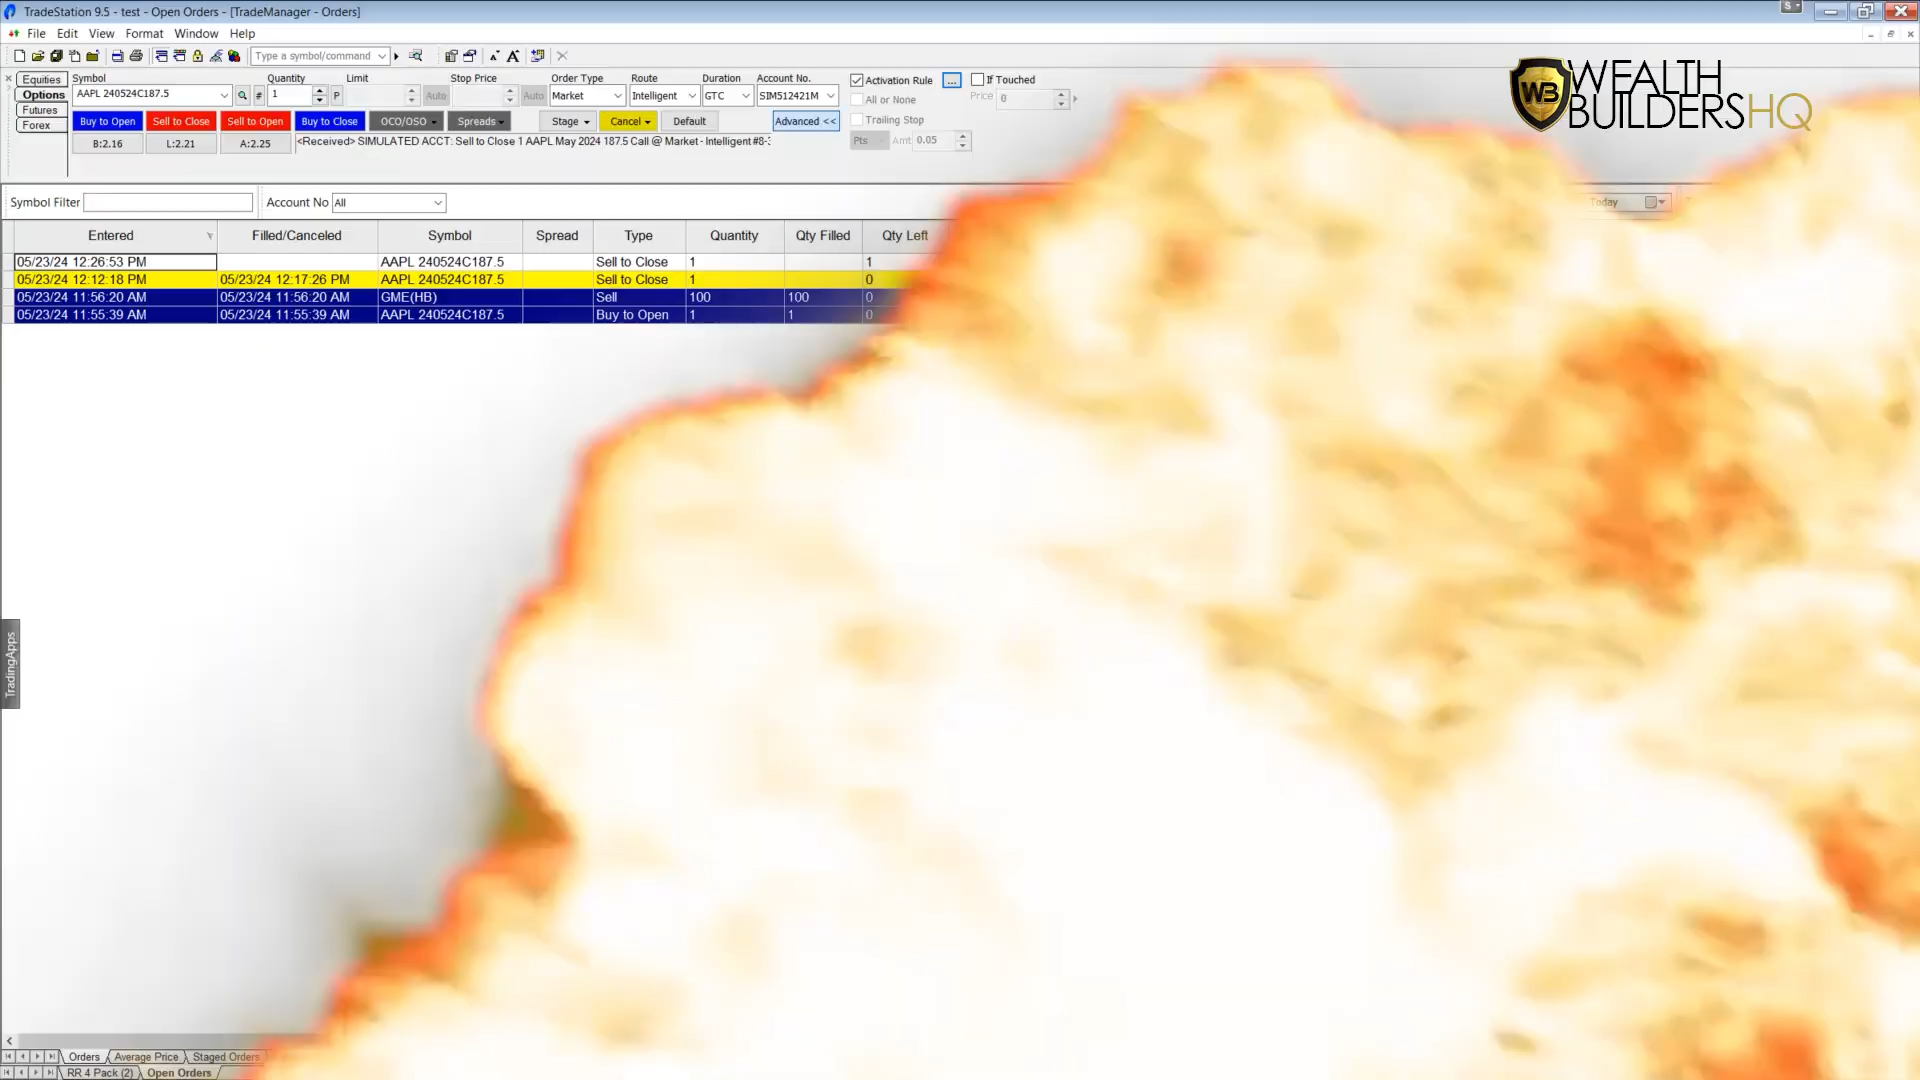 TradeStation 9.5 - test - Open Orders - [TradeManager - Orders]
File Edit View Format Window Help
Type a symbol/command
WEALTH
BUILDERSHQ
WB
Equities
Options
Futures
Forex
Symbol Quantity Limit Stop Price Order Type Route Duration Account No.
AAPL 240524C187.5 # 1 P Auto Auto Market Intelligent GTC SIM512421M
Activation Rule ... If Touched
All or None Price 0
Trailing Stop
Pts Amt 0.05
Buy to Open Sell to Close Sell to Open Buy to Close OCO/OSO Spreads Stage Cancel Default Advanced <<
B:2.16 L:2.21 A:2.25 <Received> SIMULATED ACCT: Sell to Close 1 AAPL May 2024 187.5 Call @ Market - Intelligent #8-
Symbol Filter Account No All Today
Entered Filled/Canceled Symbol Spread Type Quantity Qty Filled Qty Left
05/23/24 12:26:53 PM AAPL 240524C187.5 Sell to Close 1 1
05/23/24 12:12:18 PM 05/23/24 12:17:26 PM AAPL 240524C187.5 Sell to Close 1 0
05/23/24 11:56:20 AM 05/23/24 11:56:20 AM GME(HB) Sell 100 100 0
05/23/24 11:55:39 AM 05/23/24 11:55:39 AM AAPL 240524C187.5 Buy to Open 1 1 0
TradingApps
Orders Average Price Staged Orders
RR 4 Pack (2) Open Orders